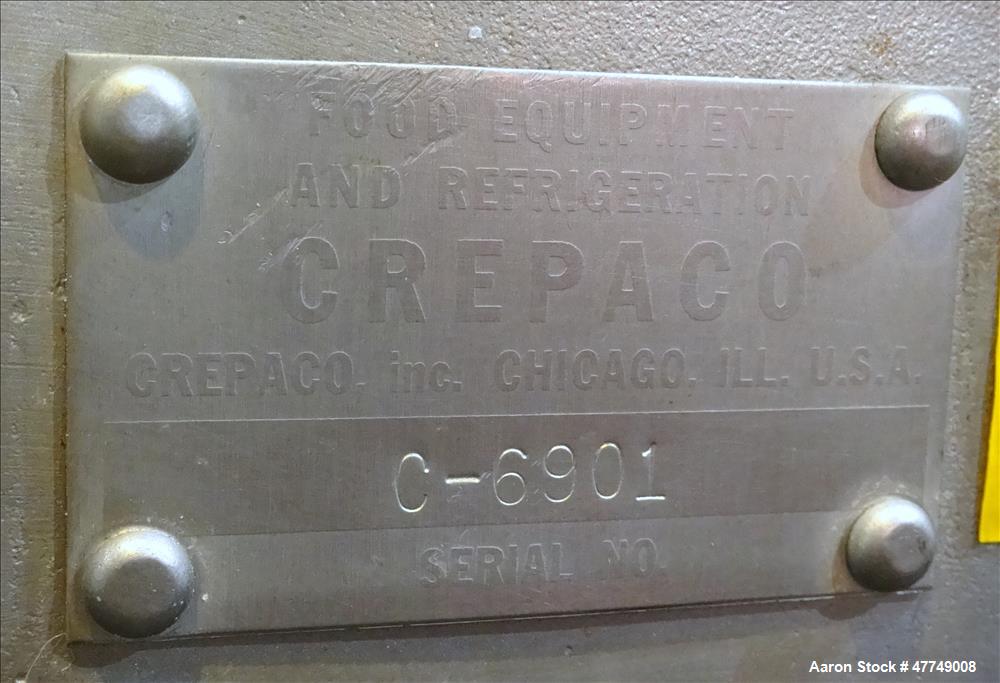 FOOD EQUIPMENT
AND REFRIGERATION
CREPACO
CREPACO, inc. CHICAGO, ILL. U.S.A.
C-6901
SERIAL NO.
Aaron Stock # 47749008